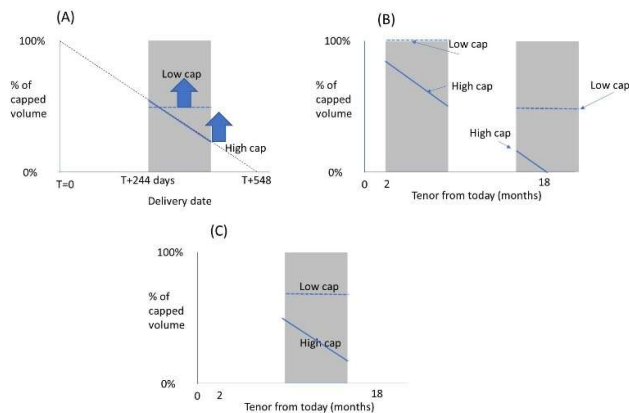 (A)
100%
% of
capped
volume
0%
Low cap
High cap
T=0
T+244 days
T+548
Delivery date
(B)
100%
% of
capped
volume
0%
Low cap
High cap
Low cap
High cap
0
2
18
Tenor from today (months)
(C)
100%
% of
capped
volume
0%
Low cap
High cap
0
2
18
Tenor from today (months)